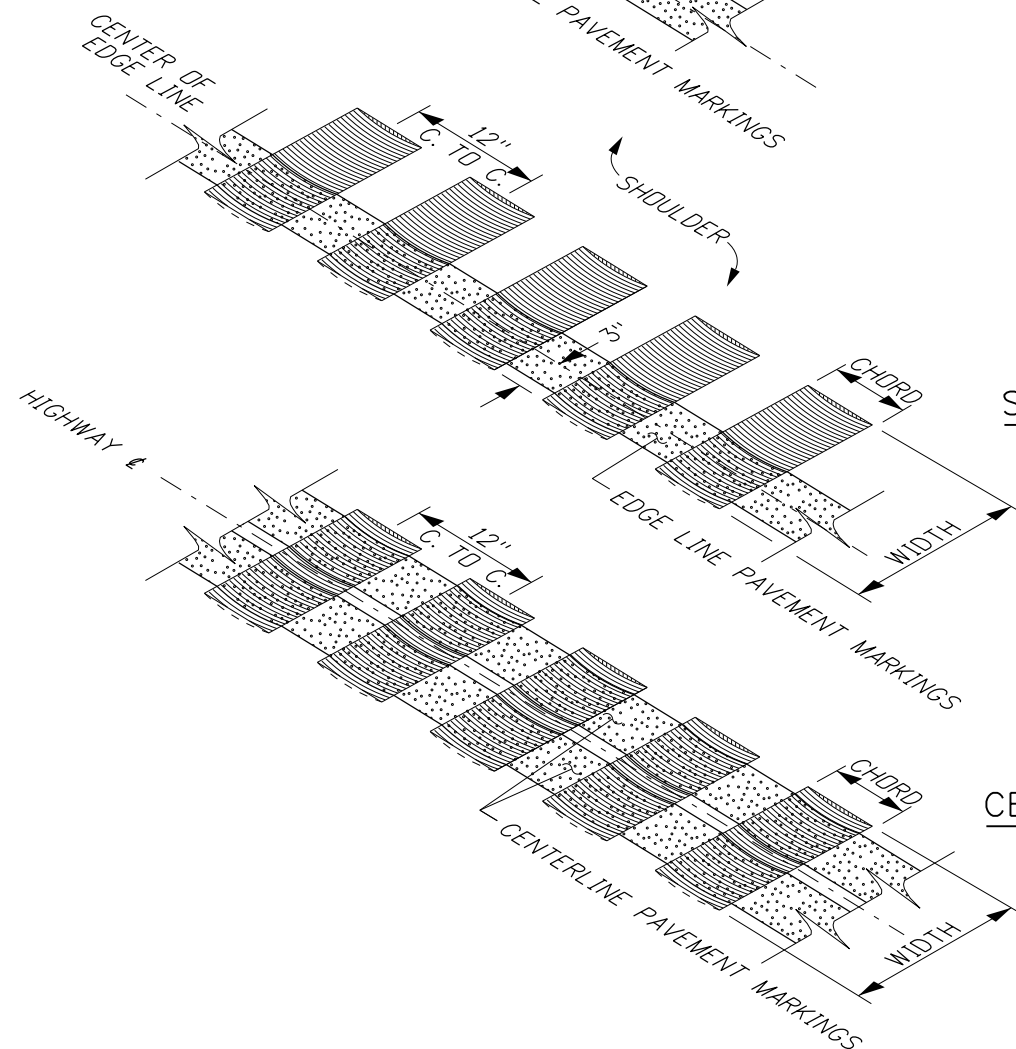 PAVEMENT MARKINGS
CENTER OF
EDGE LINE
12"
C. TO C.
SHOULDER
3"
CHORD
S
HIGHWAY ℄
EDGE LINE PAVEMENT MARKINGS
WIDTH
12"
C. TO C.
CHORD
CE
CENTERLINE PAVEMENT MARKINGS
WIDTH